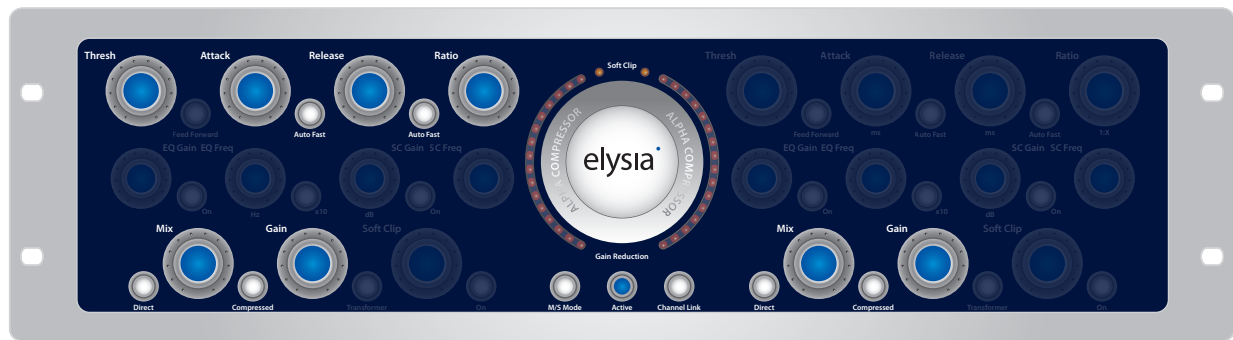 Thresh Attack Release Ratio
Soft Clip
Thresh Attack Release Ratio
Feed Forward Auto Fast Auto Fast
Feed Forward ms Auto Fast ms Auto Fast 1:X
ALPHA COMPRESSOR
elysia
ALPHA COMPRESSOR
EQ Gain EQ Freq SC Gain SC Freq
EQ Gain EQ Freq SC Gain SC Freq
On Hz x10 dB On
On x10 dB On
Mix Gain Soft Clip
Gain Reduction
Mix Gain Soft Clip
Direct Compressed Transformer On
M/S Mode Active Channel Link
Direct Compressed Transformer On